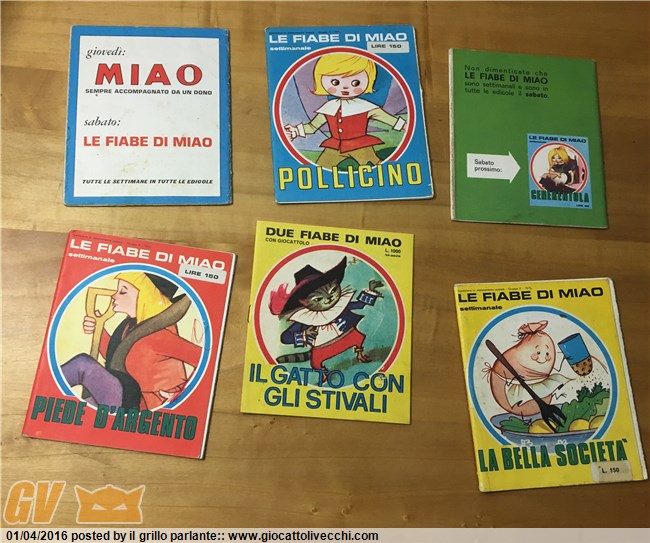 giovedì:
MIAO
SEMPRE ACCOMPAGNATO DA UN DONO
sabato:
LE FIABE DI MIAO
TUTTE LE SETTIMANE IN TUTTE LE EDICOLE
LE FIABE DI MIAO
settimanale
LIRE 150
POLLICINO
Non dimenticate che
LE FIABE DI MIAO
sono settimanali e sono in
tutte le edicole il sabato.
Sabato
prossimo:
LE FIABE DI MIAO
CENERENTOLA
LE FIABE DI MIAO
settimanale
LIRE 150
PIEDE D'ARGENTO
DUE FIABE DI MIAO
CON GIOCATTOLO
L. 1000
IL GATTO CON
GLI STIVALI
LE FIABE DI MIAO
settimanale
LA BELLA SOCIETÀ
L. 150
GV
01/04/2016 posted by il grillo parlante:: www.giocattolivecchi.com